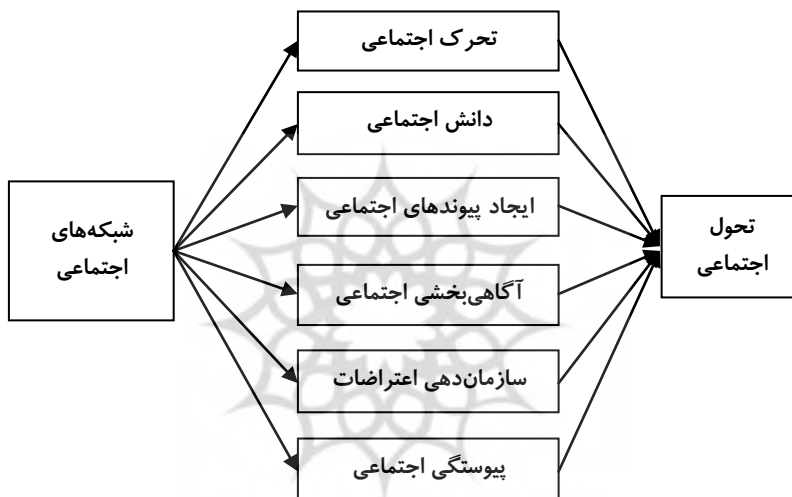 تحرک اجتماعی
دانش اجتماعی
ایجاد پیوندهای اجتماعی
آگاهی‌بخشی اجتماعی
سازمان‌دهی اعتراضات
پیوستگی اجتماعی
شبکه‌های
اجتماعی
تحول
اجتماعی